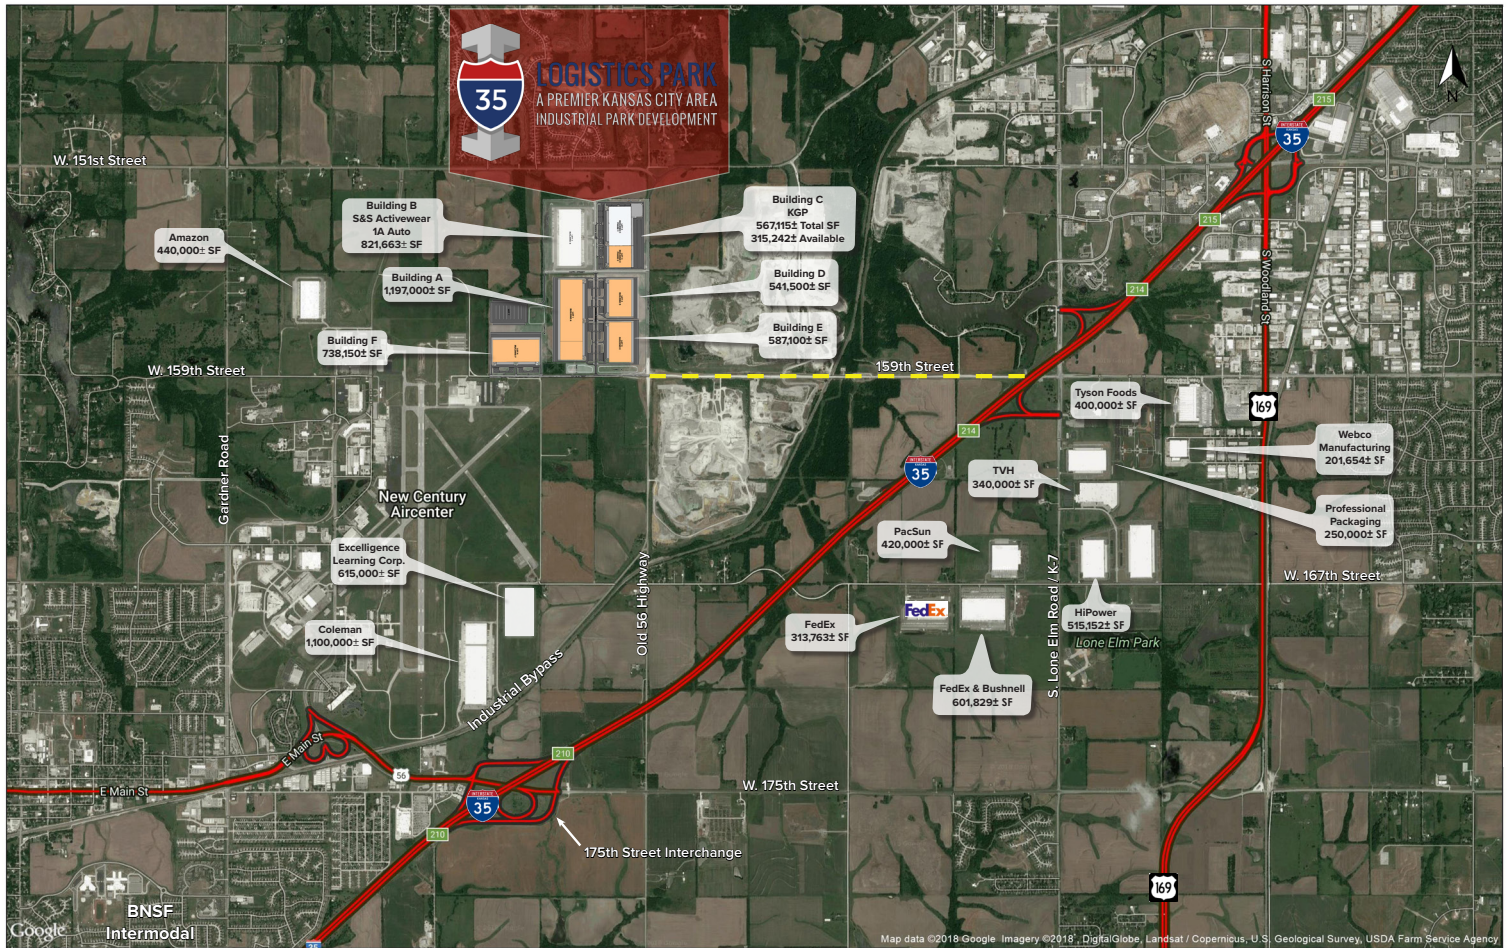 35
LOGISTICS PARK
A PREMIER KANSAS CITY AREA
INDUSTRIAL PARK DEVELOPMENT
N
S Harrison St
215
INTERSTATE
35
W. 151st Street
215
Building B
S&S Activewear
1A Auto
821,663± SF
Building C
KGP
567,115± Total SF
315,242± Available
Amazon
440,000± SF
Building A
1,197,000± SF
Building D
541,500± SF
S Woodland St
214
Building E
587,100± SF
Building F
738,150± SF
W. 159th Street
159th Street
Tyson Foods
400,000± SF
169
214
Webco
Manufacturing
201,654± SF
Gardner Road
INTERSTATE
35
TVH
340,000± SF
New Century
Aircenter
Professional
Packaging
250,000± SF
PacSun
420,000± SF
Excelligence
Learning Corp.
615,000± SF
Old 56 Highway
S. Lone Elm Road / K-7
W. 167th Street
FedEx
FedEx
313,763± SF
HiPower
515,152± SF
Lone Elm Park
Coleman
1,100,000± SF
FedEx & Bushnell
601,829± SF
Industrial Bypass
E Main St
210
56
E Main St
W. 175th Street
35
210
175th Street Interchange
169
BNSF
Intermodal
Google
35
Map data ©2018 Google Imagery ©2018 , DigitalGlobe, Landsat / Copernicus, U.S. Geological Survey, USDA Farm Service Agency